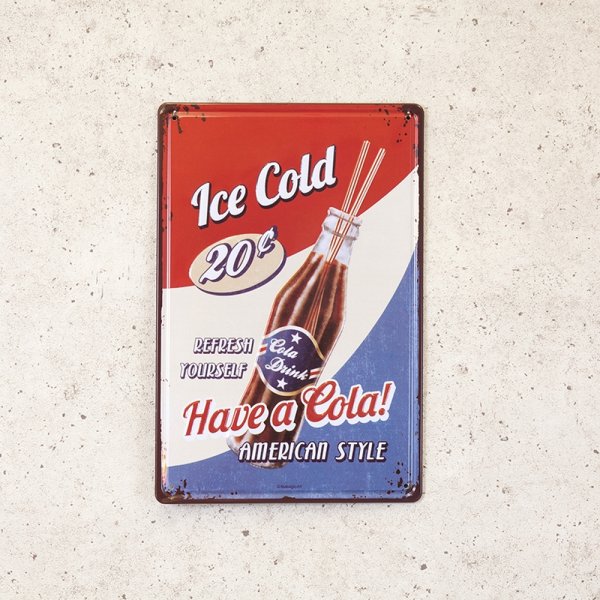 Ice Cold
20¢
REFRESH
YOURSELF
Cola
Drink
Have a Cola!
AMERICAN STYLE